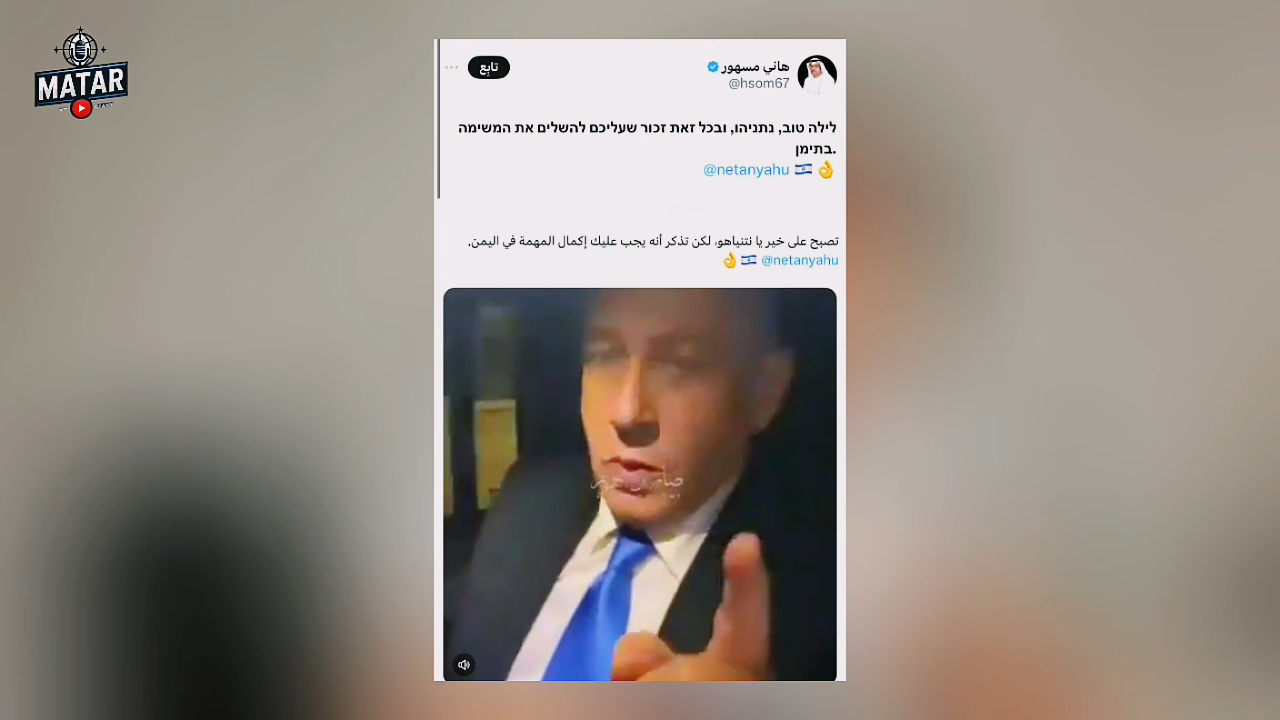 MATAR
هاني مسهور
@hsom67
تابِع
לילה טוב, נתניהו, ובכל זאת זכור שעליכם להשלים את המשימה
בתימן.
👌 🇮🇱 @netanyahu
تصبح على خير يا نتنياهو، لكن تذكر أنه يجب عليك إكمال المهمة في اليمن.
@netanyahu 🇮🇱 👌